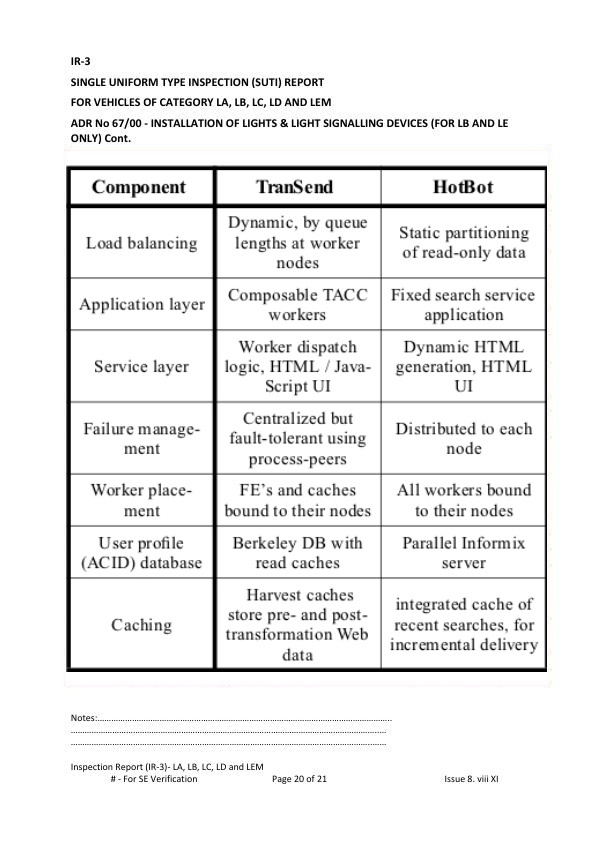 IR-3
SINGLE UNIFORM TYPE INSPECTION (SUTI) REPORT
FOR VEHICLES OF CATEGORY LA, LB, LC, LD AND LEM
ADR No 67/00 - INSTALLATION OF LIGHTS & LIGHT SIGNALLING DEVICES (FOR LB AND LE
ONLY) Cont.
Component TranSend HotBot
Load balancing
Dynamic, by queue
lengths at worker
nodes
Static partitioning
of read-only data
Application layer
Composable TACC
workers
Fixed search service
application
Service layer
Worker dispatch
logic, HTML / Java-
Script UI
Dynamic HTML
generation, HTML
UI
Failure manage-
ment
Centralized but
fault-tolerant using
process-peers
Distributed to each
node
Worker place-
ment
FE's and caches
bound to their nodes
All workers bound
to their nodes
User profile
(ACID) database
Berkeley DB with
read caches
Parallel Informix
server
Caching
Harvest caches
store pre- and post-
transformation Web
data
integrated cache of
recent searches, for
incremental delivery
Notes:........................................................................................................
........................................................................................................
........................................................................................................
Inspection Report (IR-3)- LA, LB, LC, LD and LEM
# - For SE Verification Page 20 of 21 Issue 8. viii XI